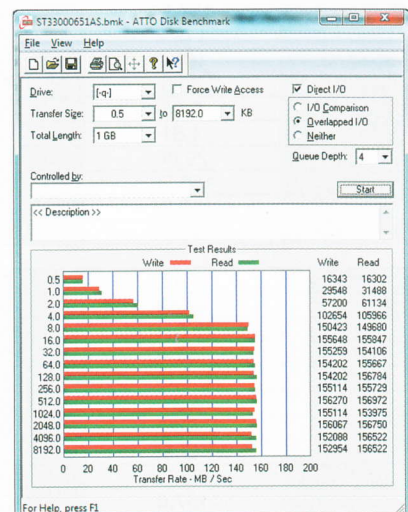 ST33000651AS.bmk - ATTO Disk Benchmark
File View Help
Drive: [-q-] Force Write Access Direct I/O
Transfer Size: 0.5 to 8192.0 KB
Total Length: 1 GB
I/O Comparison
Overlapped I/O
Neither
Queue Depth: 4
Controlled by:
Start
<< Description >>
Test Results
Write Read Write Read
0.5 16343 16302
1.0 29548 31488
2.0 57200 61134
4.0 102654 105966
8.0 150423 149680
16.0 155648 155847
32.0 155259 154106
64.0 154202 155667
128.0 154202 156784
256.0 155114 155729
512.0 156270 156972
1024.0 155114 153975
2048.0 156067 156750
4096.0 152088 156522
8192.0 152954 156522
0 20 40 60 80 100 120 140 160 180 200
Transfer Rate - MB / Sec
For Help, press F1